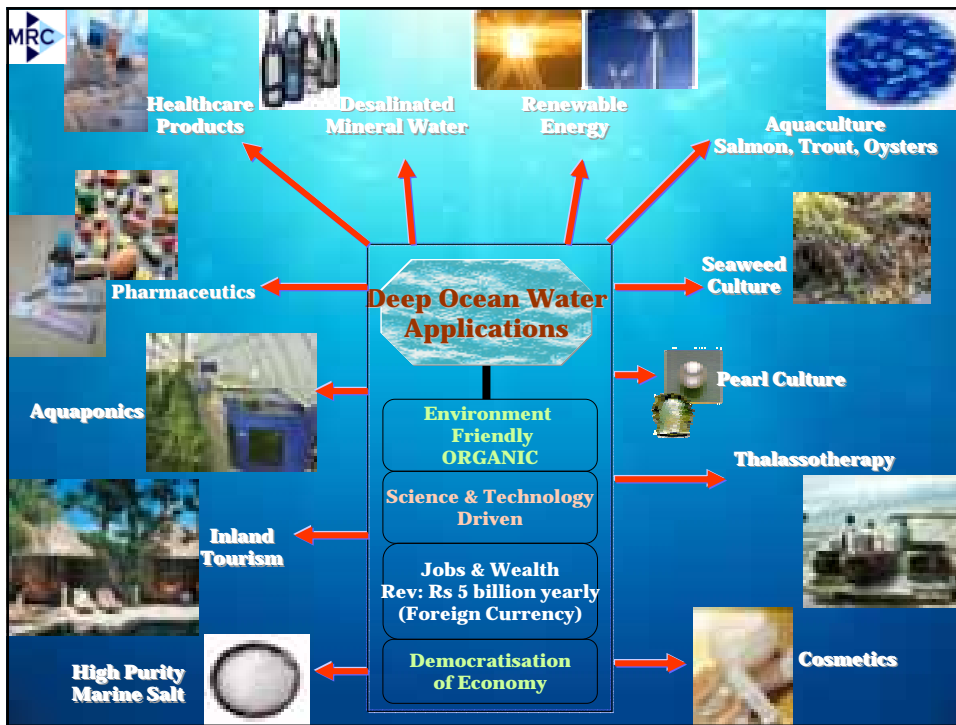 MRC
Healthcare
Products
Desalinated
Mineral Water
Renewable
Energy
Aquaculture
Salmon, Trout, Oysters
Pharmaceutics
Deep Ocean Water
Applications
Seaweed
Culture
Aquaponics
Pearl Culture
Environment
Friendly
ORGANIC
Thalassotherapy
Science & Technology
Driven
Inland
Tourism
Jobs & Wealth
Rev: Rs 5 billion yearly
(Foreign Currency)
High Purity
Marine Salt
Democratisation
of Economy
Cosmetics